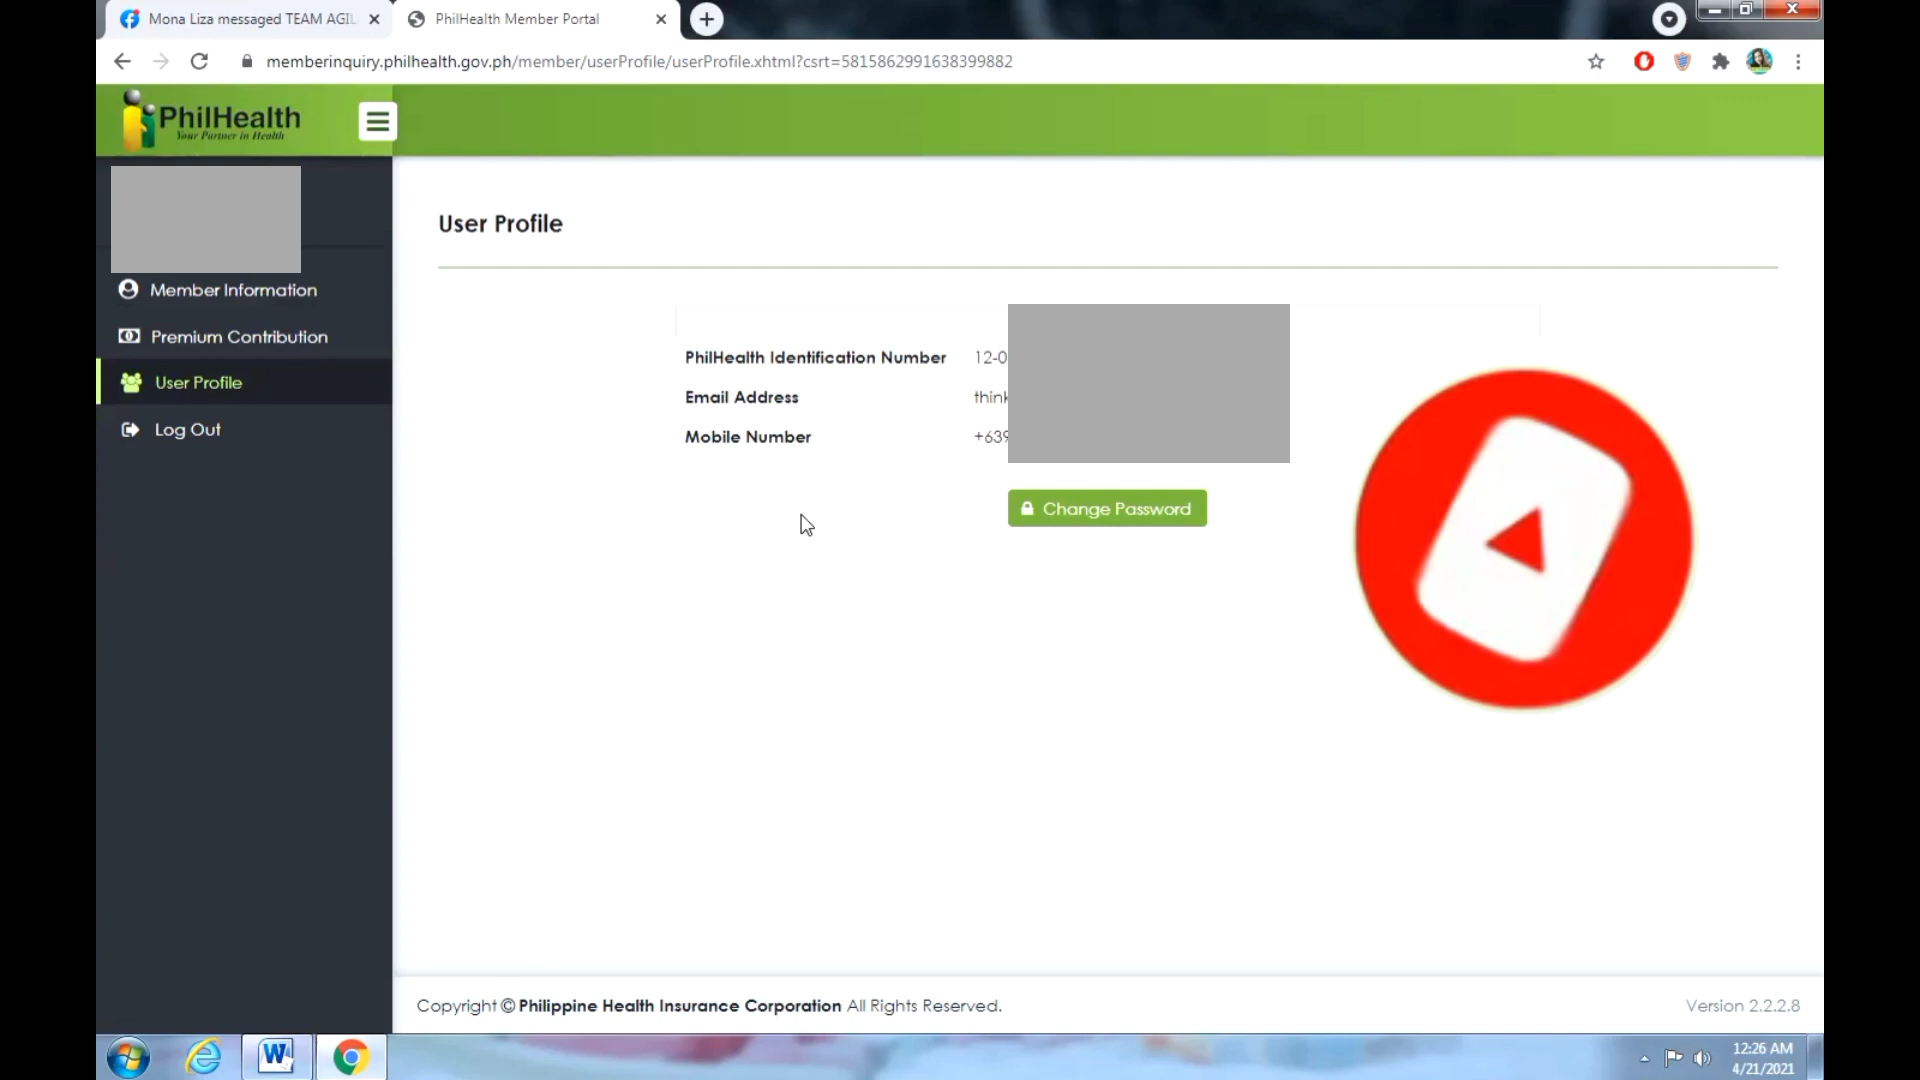 Mona Liza messaged TEAM AGIL
PhilHealth Member Portal
memberinquiry.philhealth.gov.ph/member/userProfile/userProfile.xhtml?csrt=5815862991638399882
PhilHealth
Your Partner in Health
Member Information
Premium Contribution
User Profile
Log Out
User Profile
PhilHealth Identification Number 12-0
Email Address think
Mobile Number +639
Change Password
Copyright © Philippine Health Insurance Corporation All Rights Reserved.
Version 2.2.2.8
12:26 AM
4/21/2021